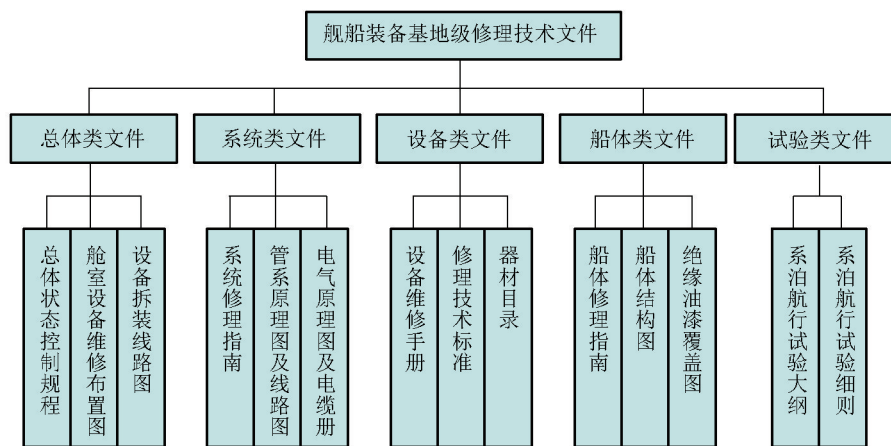 舰船装备基地级修理技术文件
总体类文件
系统类文件
设备类文件
船体类文件
试验类文件
总体状态控制规程
舱室设备维修布置图
设备拆装线路图
系统修理指南
管系原理图及线路图
电气原理图及电缆册
设备维修手册
修理技术标准
器材目录
船体修理指南
船体结构图
绝缘油漆覆盖图
系泊航行试验大纲
系泊航行试验细则